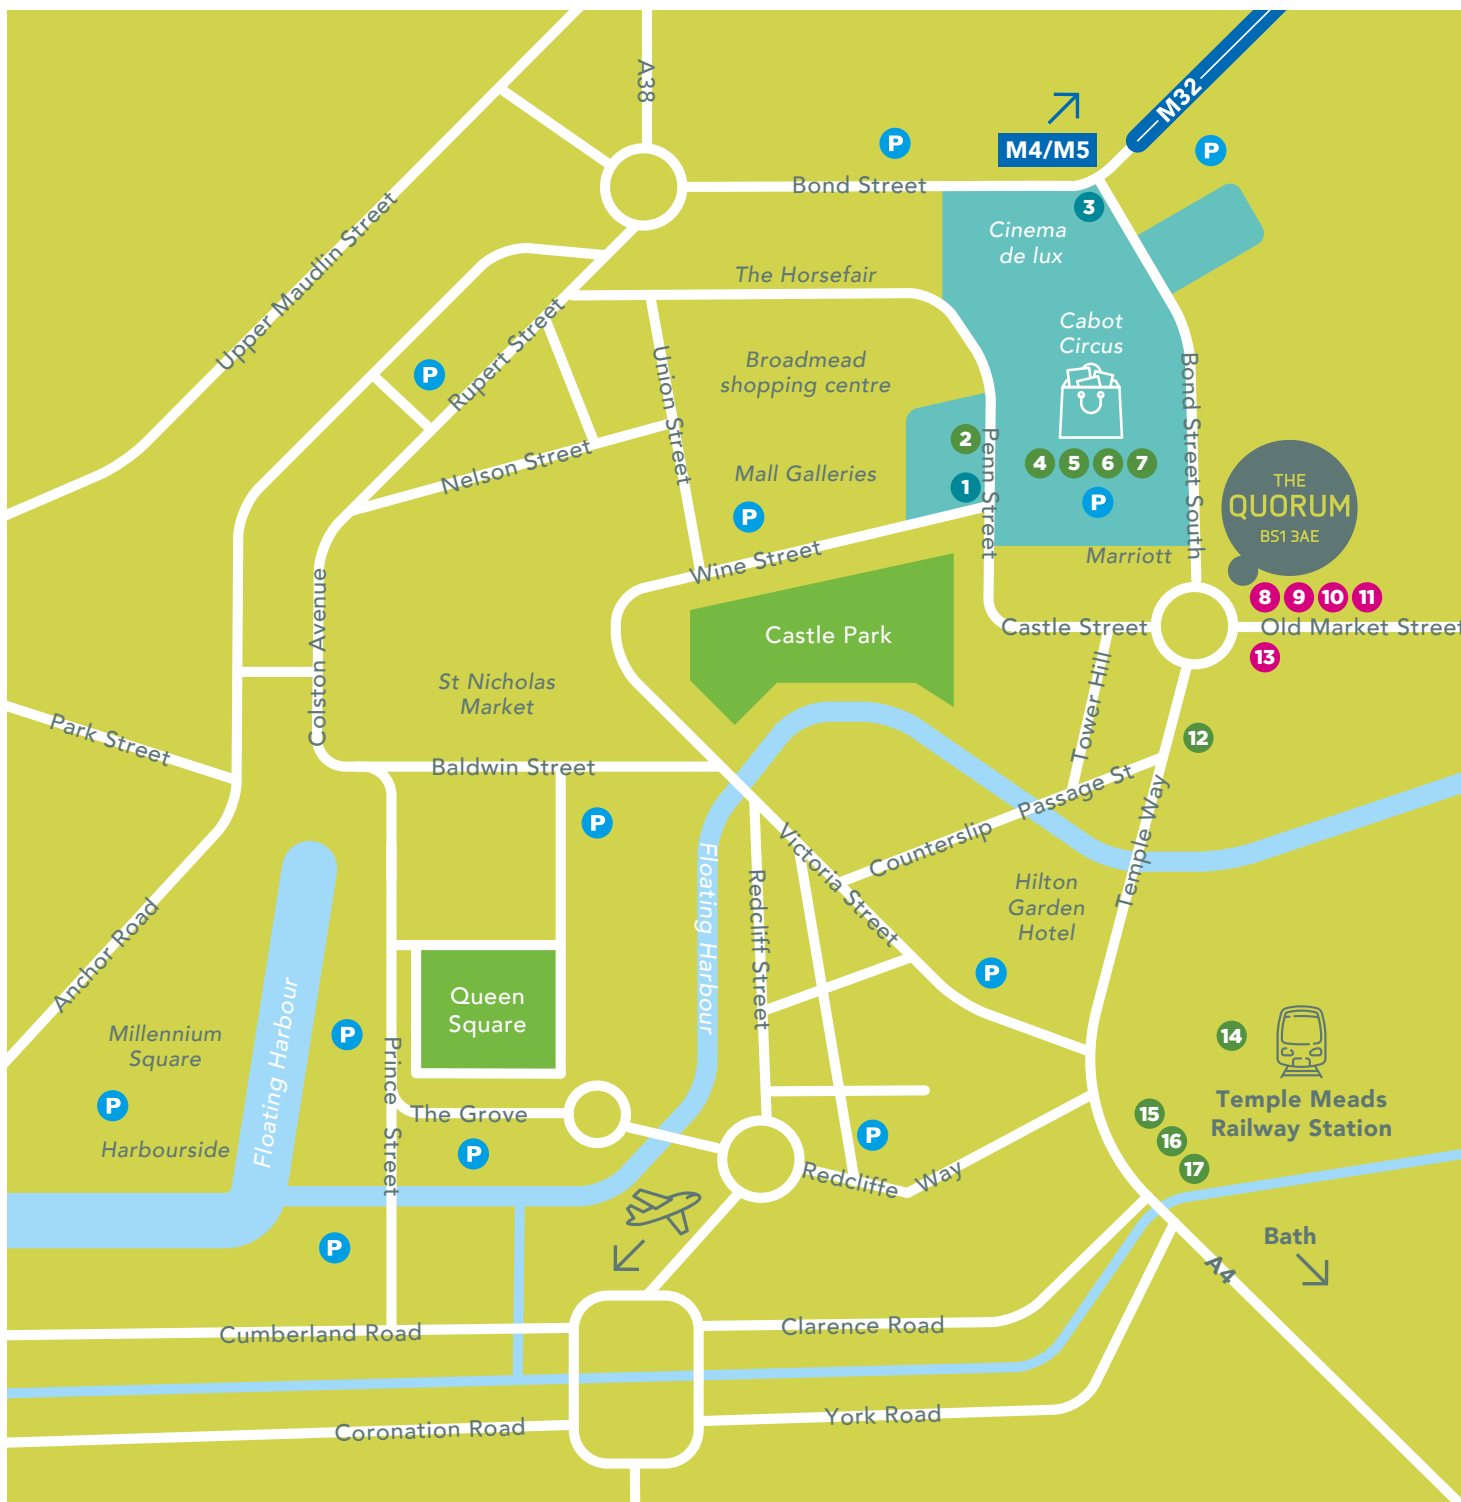 A38
M32
P
M4/M5
P
Bond Street
3
Cinema
de lux
Upper Maudlin Street
The Horsefair
Cabot
Circus
Rupert Street
Broadmead
shopping centre
P
Union Street
Bond Street South
2
Penn Street
4 5 6 7
Nelson Street
Mall Galleries
1
P
P
THE
QUORUM
BS1 3AE
Wine Street
Marriott
8 9 10 11
Castle Park
Castle Street
Old Market Street
13
Colston Avenue
St Nicholas
Market
Tower Hill
Park Street
12
Baldwin Street
Passage St
P
Victoria Street
Counterslip
Temple Way
Floating Harbour
Redcliff Street
Hilton
Garden
Hotel
Anchor Road
P
Queen
Square
Millennium
Square
P
Floating Harbour
14
Prince Street
P
Harbourside
The Grove
P
P
15
16
17
Temple Meads
Railway Station
Redcliffe Way
P
Bath
A4
Cumberland Road
Clarence Road
Coronation Road
York Road